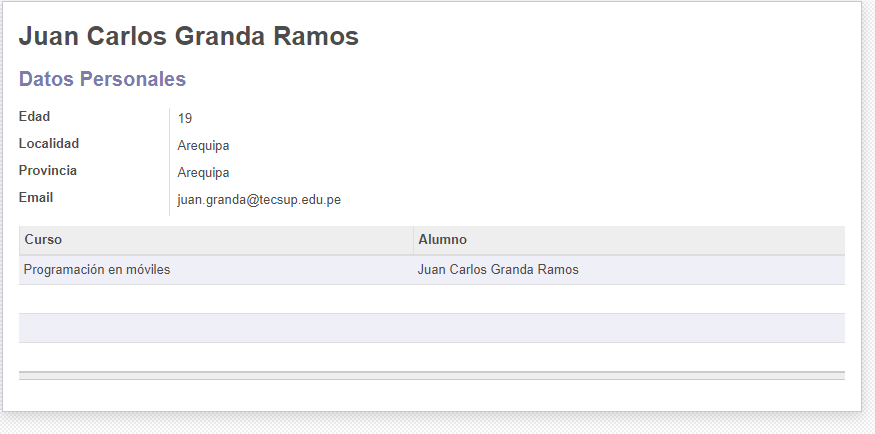 Juan Carlos Granda Ramos
Datos Personales
Edad 19
Localidad Arequipa
Provincia Arequipa
Email juan.granda@tecsup.edu.pe
Curso Alumno
Programación en móviles Juan Carlos Granda Ramos